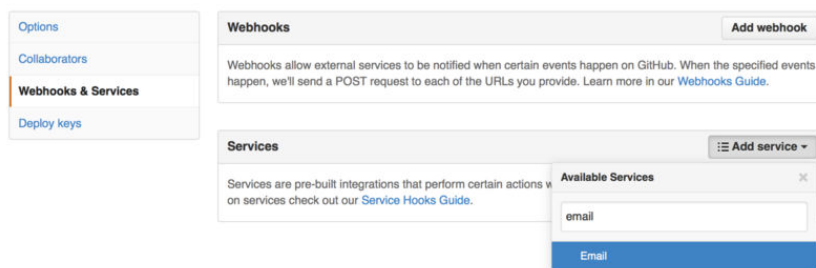 Options
Collaborators
Webhooks & Services
Deploy keys
Webhooks
Add webhook
Webhooks allow external services to be notified when certain events happen on GitHub. When the specified events
happen, we'll send a POST request to each of the URLs you provide. Learn more in our Webhooks Guide.
Services
Add service
Services are pre-built integrations that perform certain actions w
on services check out our Service Hooks Guide.
Available Services
email
Email